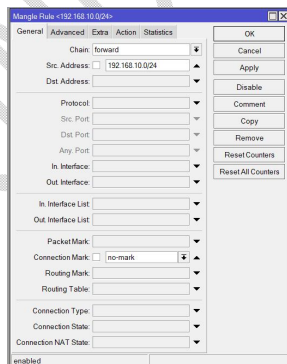 Mangle Rule <192.168.10.0/24>
General Advanced Extra Action Statistics
Chain: forward
Src. Address: 192.168.10.0/24
Dst. Address:
Protocol:
Src. Port:
Dst. Port:
Any. Port:
In. Interface:
Out. Interface:
In. Interface List:
Out. Interface List:
Packet Mark:
Connection Mark: no-mark
Routing Mark:
Routing Table:
Connection Type:
Connection State:
Connection NAT State:
OK
Cancel
Apply
Disable
Comment
Copy
Remove
Reset Counters
Reset All Counters
enabled